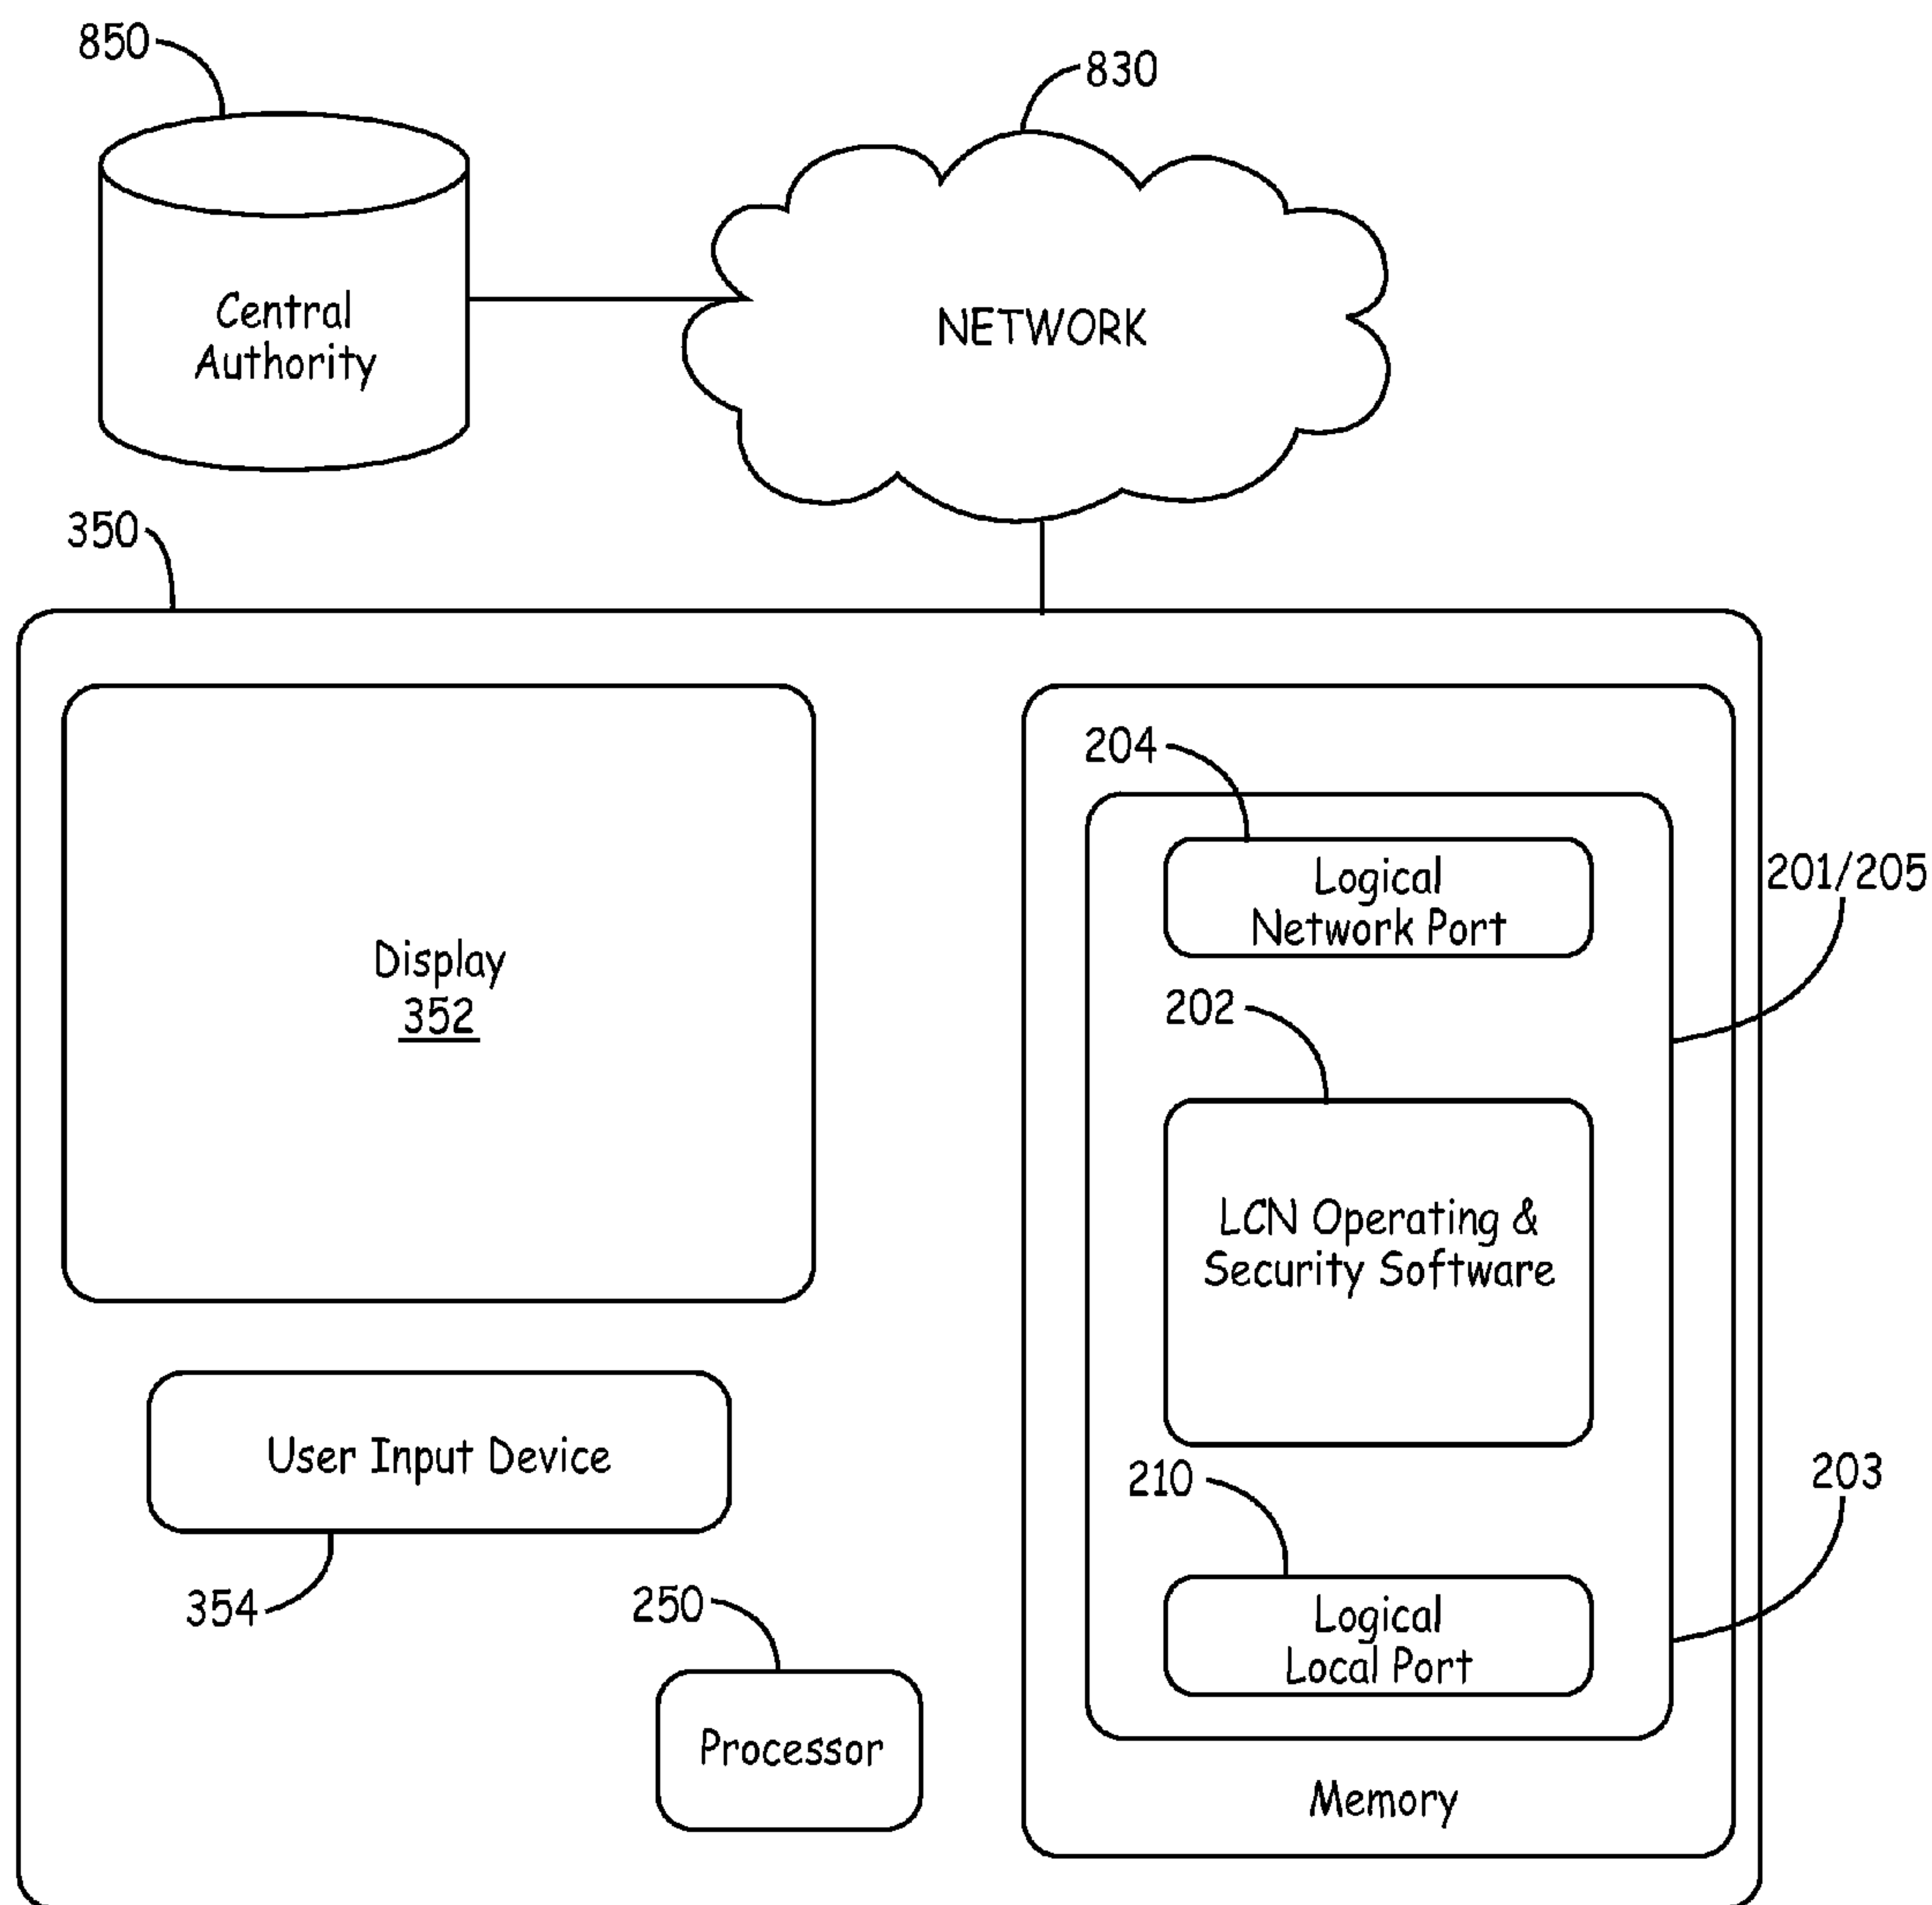 850
830
Central
Authority
NETWORK
350
204
Logical
Network Port
201/205
Display
352
202
LCN Operating &
Security Software
User Input Device
210
203
354
250
Logical
Local Port
Processor
Memory